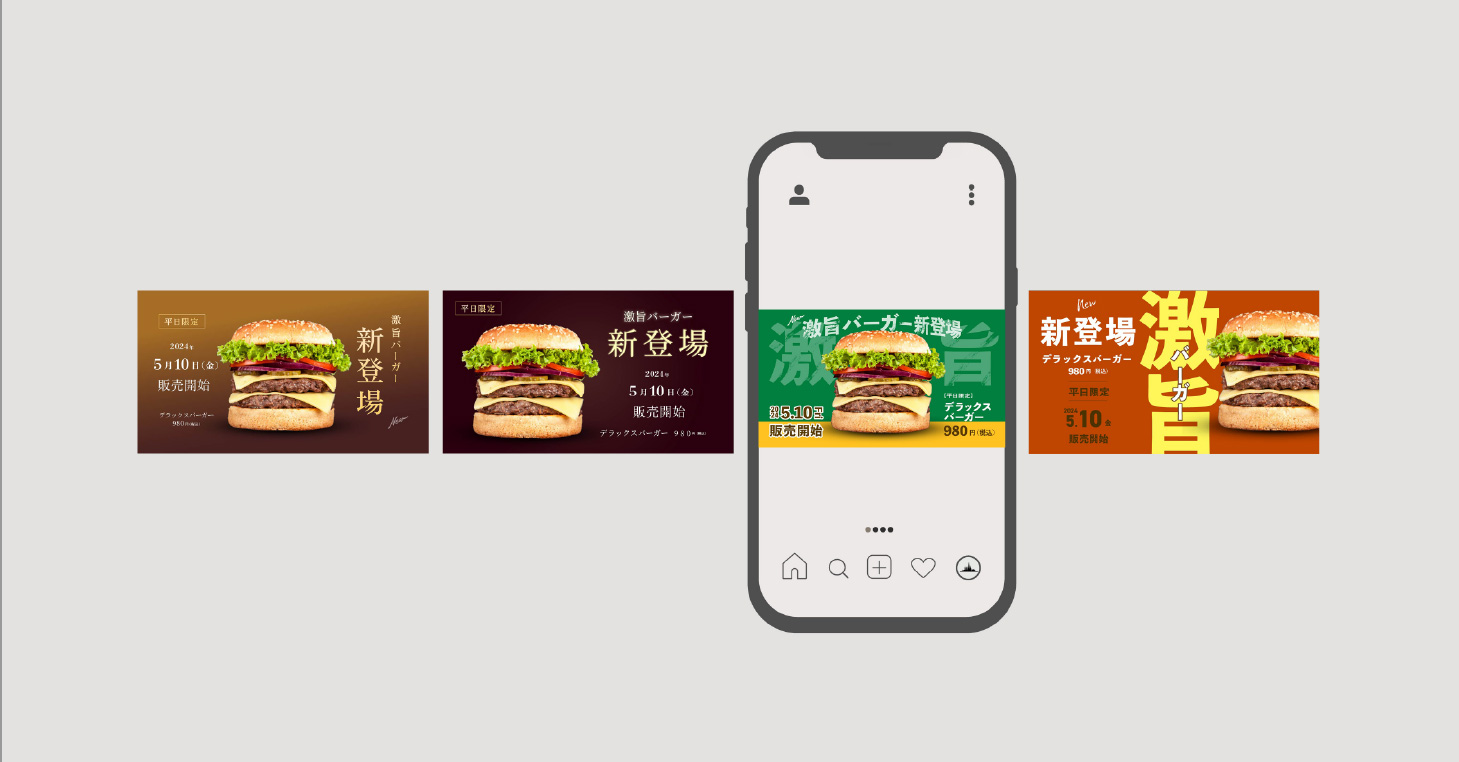 平日限定
2024年
5月10日(金)
販売開始
デラックスバーガー
980円(税込)
激旨バーガー
新登場
New
平日限定
激旨バーガー
新登場
2024年
5月10日(金)
販売開始
デラックスバーガー 980円(税込)
New
激旨バーガー新登場
激旨
5.10
販売開始
[平日限定]
デラックス
バーガー
980円(税込)
New
新登場
デラックスバーガー
980円(税込)
平日限定
2024
5.10金
販売開始
激旨
バーガー